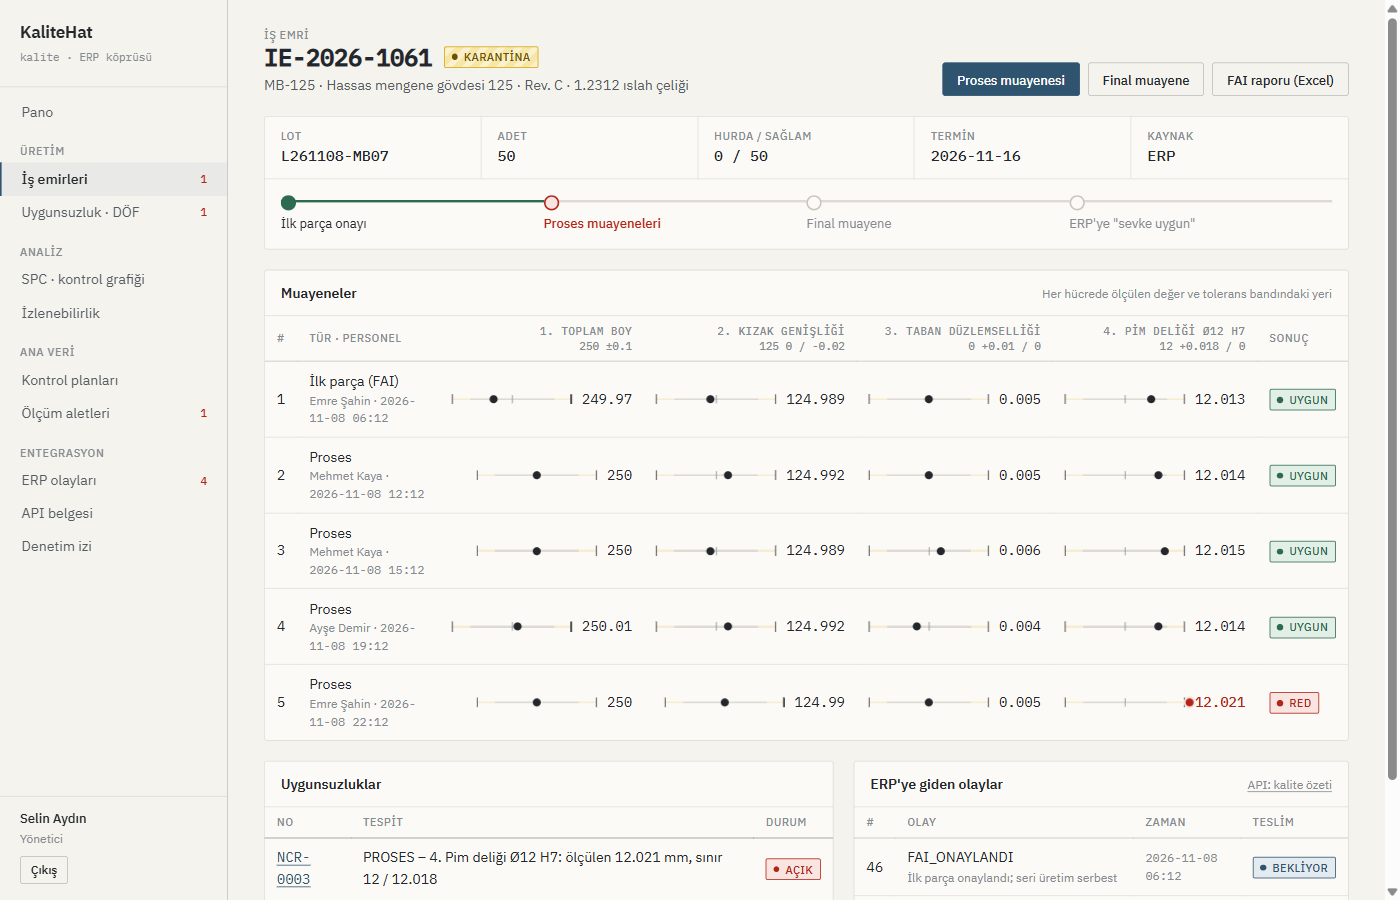 KaliteHat
kalite · ERP köprüsü
Pano
ÜRETİM
İş emirleri 1
Uygunsuzluk · DÖF 1
ANALİZ
SPC · kontrol grafiği
İzlenebilirlik
ANA VERİ
Kontrol planları
Ölçüm aletleri 1
ENTEGRASYON
ERP olayları 4
API belgesi
Denetim izi
Selin Aydın
Yönetici
Çıkış
İŞ EMRİ
IE-2026-1061 KARANTİNA
MB-125 · Hassas mengene gövdesi 125 · Rev. C · 1.2312 ıslah çeliği
Proses muayenesi Final muayene FAI raporu (Excel)
LOT ADET HURDA / SAĞLAM TERMİN KAYNAK
L261108-MB07 50 0 / 50 2026-11-16 ERP
İlk parça onayı Proses muayeneleri Final muayene ERP'ye "sevke uygun"
Muayeneler Her hücrede ölçülen değer ve tolerans bandındaki yeri
# TÜR · PERSONEL 1. TOPLAM BOY 2. KIZAK GENİŞLİĞİ 3. TABAN DÜZLEMSELLİĞİ 4. PİM DELİĞİ Ø12 H7 SONUÇ
250 ±0.1 125 0 / -0.02 0 +0.01 / 0 12 +0.018 / 0
İlk parça (FAI)
1 Emre Şahin · 2026- 249.97 124.989 0.005 12.013 UYGUN
11-08 06:12
Proses
2 Mehmet Kaya · 250 124.992 0.005 12.014 UYGUN
2026-11-08 12:12
Proses
3 Mehmet Kaya · 250 124.989 0.006 12.015 UYGUN
2026-11-08 15:12
Proses
4 Ayşe Demir · 2026- 250.01 124.992 0.004 12.014 UYGUN
11-08 19:12
Proses
5 Emre Şahin · 2026- 250 124.99 0.005 12.021 RED
11-08 22:12
Uygunsuzluklar
NO TESPİT DURUM
NCR- PROSES – 4. Pim deliği Ø12 H7: ölçülen 12.021 mm, sınır AÇIK
0003 12 / 12.018
ERP'ye giden olaylar API: kalite özeti
# OLAY ZAMAN TESLİM
46 FAI_ONAYLANDI 2026-11-08 BEKLİYOR
İlk parça onaylandı; seri üretim serbest 06:12